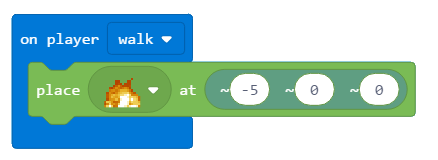 on player walk
place at ~ -5 ~ 0 ~ 0